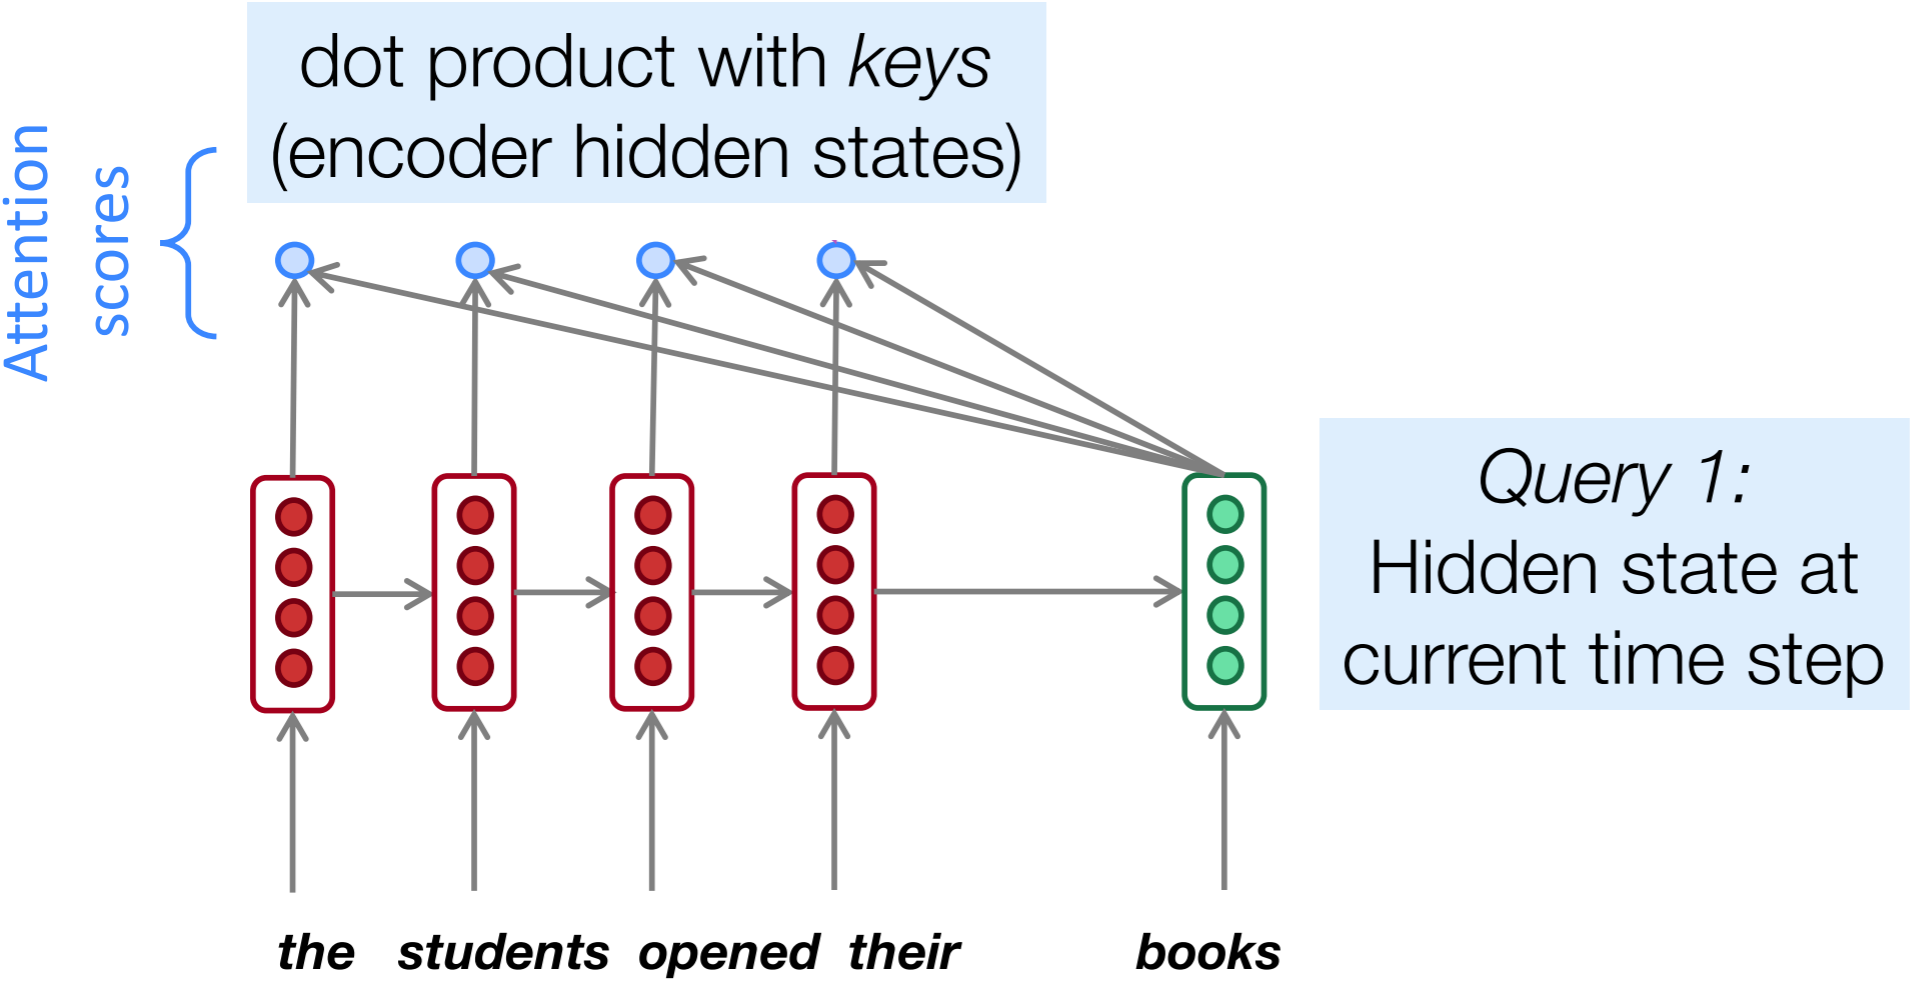 dot product with keys
(encoder hidden states)
Attention
scores
Query 1:
Hidden state at
current time step
the students opened their books